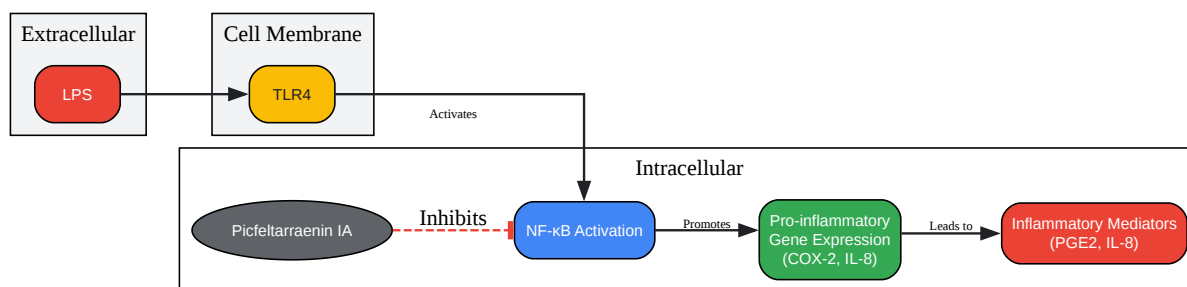 Extracellular
Cell Membrane
LPS
TLR4
Activates
Intracellular
Picfeltarraenin IA
Inhibits
NF-κB Activation
Promotes
Pro-inflammatory
Gene Expression
(COX-2, IL-8)
Leads to
Inflammatory Mediators
(PGE2, IL-8)